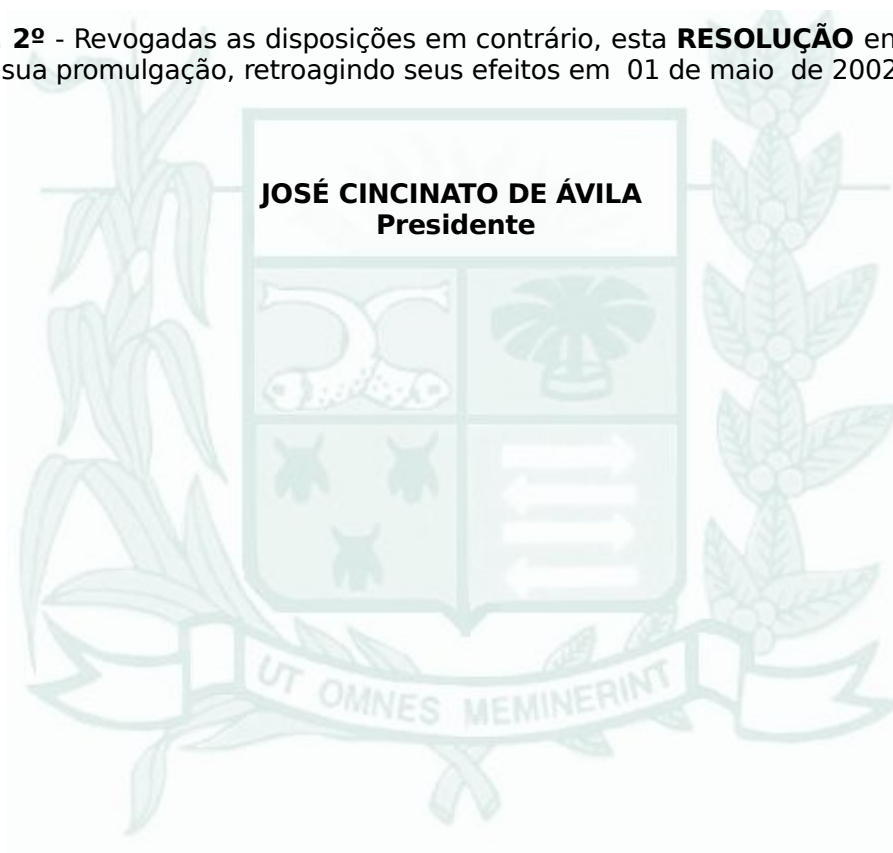 2º - Revogadas as disposições em contrário, esta RESOLUÇÃO en
sua promulgação, retroagindo seus efeitos em 01 de maio de 2002
JOSÉ CINCINATO DE ÁVILA
Presidente
UT OMNES MEMINERINT